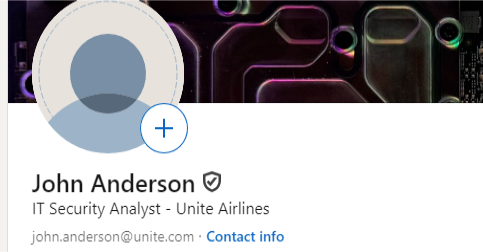 John Anderson
IT Security Analyst - Unite Airlines
john.anderson@unite.com · Contact info